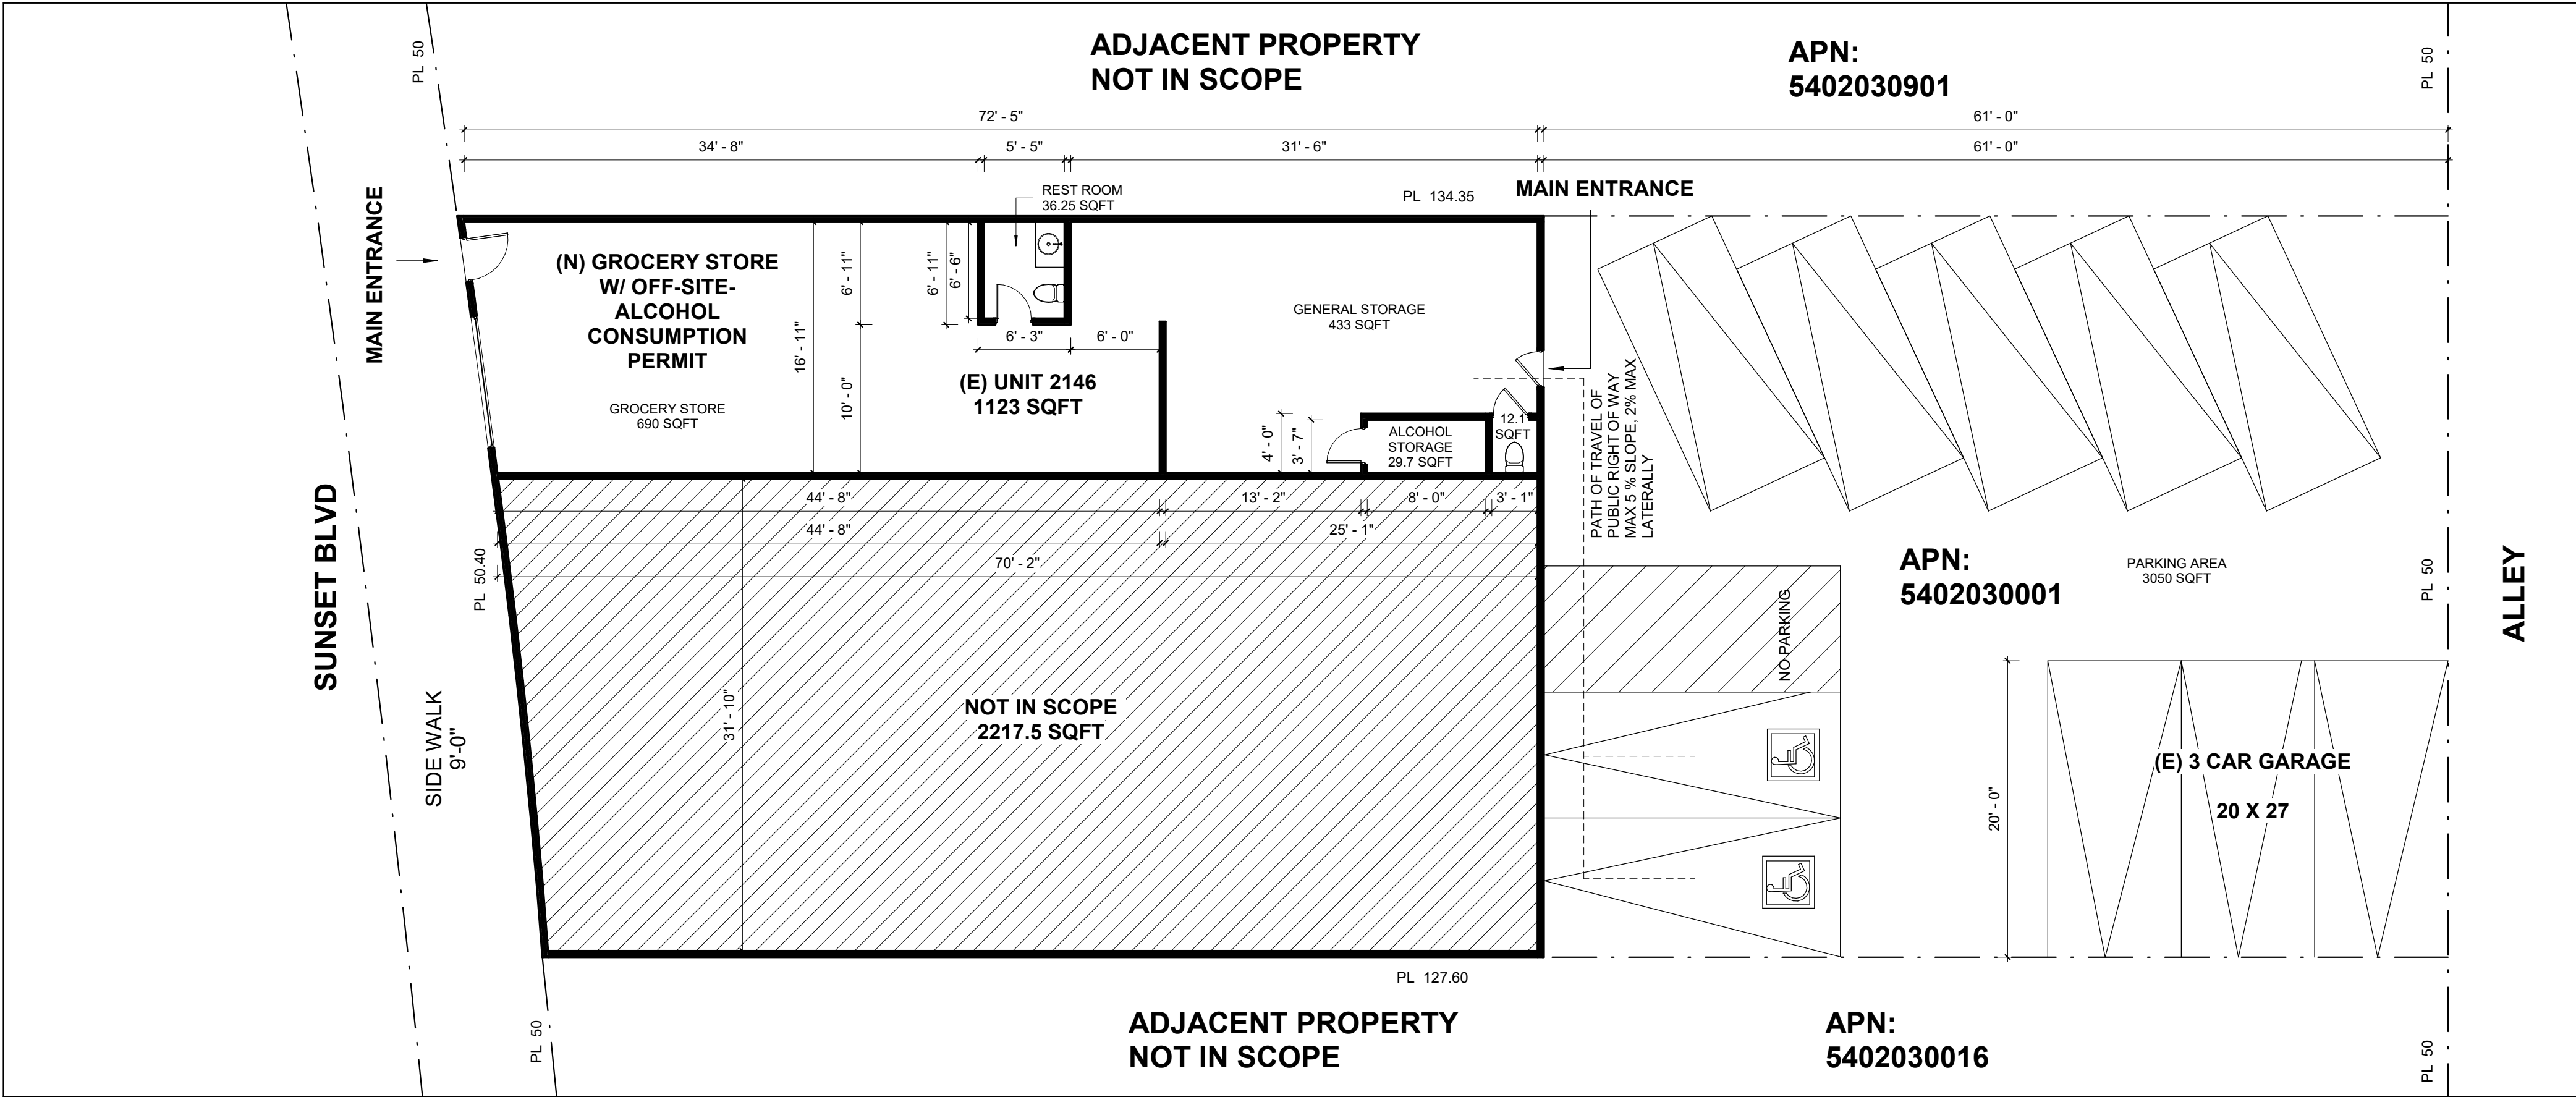 ADJACENT PROPERTY
NOT IN SCOPE
APN:
5402030901
PL 50
PL 50
72' - 5"
61' - 0"
34' - 8"
5' - 5"
31' - 6"
61' - 0"
REST ROOM
36.25 SQFT
PL 134.35
MAIN ENTRANCE
MAIN ENTRANCE
(N) GROCERY STORE
W/ OFF-SITE-
ALCOHOL
CONSUMPTION
PERMIT
GROCERY STORE
690 SQFT
16' - 11"
6' - 11"
10' - 0"
6' - 11"
6' - 6"
6' - 3"
6' - 0"
(E) UNIT 2146
1123 SQFT
GENERAL STORAGE
433 SQFT
4' - 0"
3' - 7"
ALCOHOL
STORAGE
29.7 SQFT
12.1
SQFT
PATH OF TRAVEL OF
PUBLIC RIGHT OF WAY
MAX 5 % SLOPE, 2% MAX
LATERALLY
SUNSET BLVD
PL 50.40
44' - 8"
13' - 2"
8' - 0"
3' - 1"
44' - 8"
25' - 1"
70' - 2"
31' - 10"
NOT IN SCOPE
2217.5 SQFT
SIDE WALK
9'-0"
NO PARKING
APN:
5402030001
PARKING AREA
3050 SQFT
PL 50
ALLEY
20' - 0"
(E) 3 CAR GARAGE
20 X 27
PL 127.60
ADJACENT PROPERTY
NOT IN SCOPE
APN:
5402030016
PL 50
PL 50